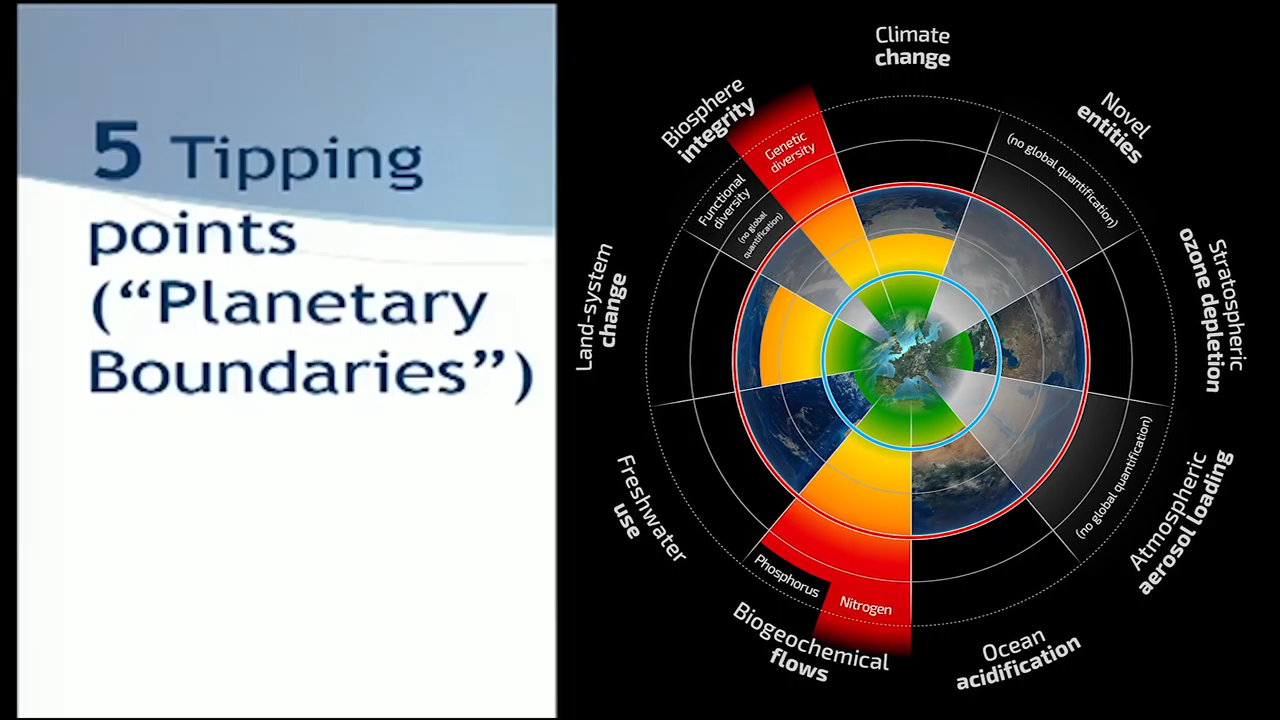 5 Tipping
points
(“Planetary
Boundaries”)
Climate
change
Novel
entities
(no global quantification)
Stratospheric
ozone depletion
Atmospheric
aerosol loading
(no global quantification)
Ocean
acidification
Biogeochemical
flows
Phosphorus
Nitrogen
Freshwater
use
Land-system
change
Biosphere
integrity
Functional
diversity
(no global
quantification)
Genetic
diversity